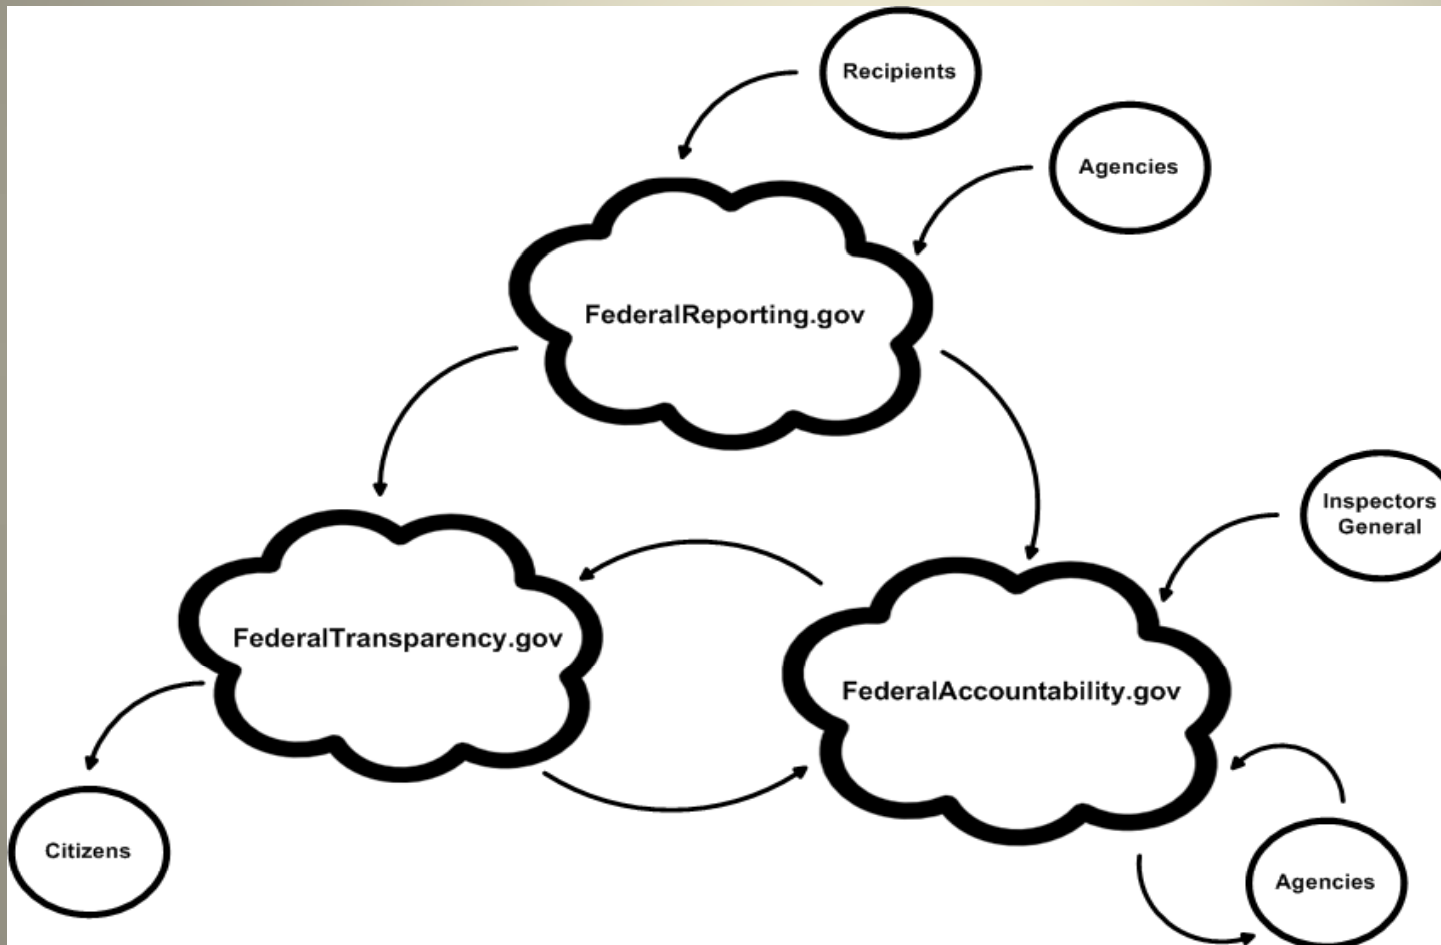 Recipients
Agencies
FederalReporting.gov
Inspectors
General
FederalTransparency.gov
FederalAccountability.gov
Citizens
Agencies